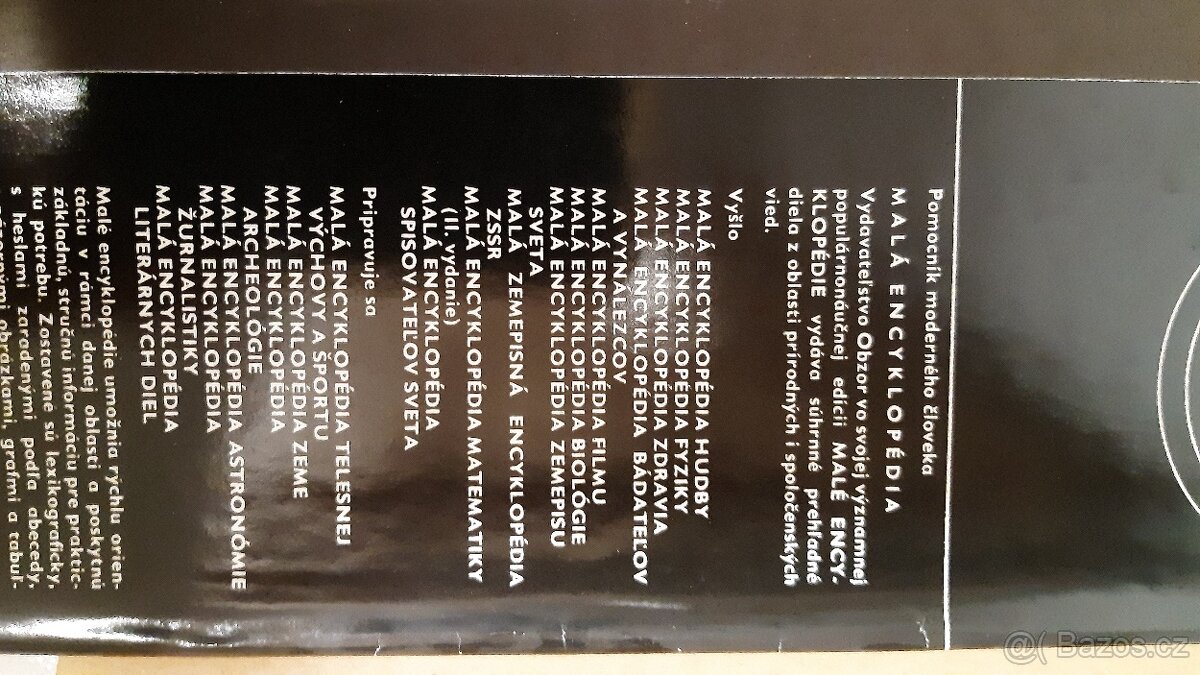 Pomocník moderného človeka
MALÁ ENCYKLOPÉDIA
Vydavateľstvo Obzor vo svojej významnej
populárnonáučnej edícii MALÉ ENCY-
KLOPÉDIE vydáva súhrnné prehľadné
diela z oblasti prírodných i spoločenských
vied.
Vyšlo
MALÁ ENCYKLOPÉDIA HUDBY
MALÁ ENCYKLOPÉDIA FYZIKY
MALÁ ENCYKLOPÉDIA ZDRAVIA
MALÁ ENCYKLOPÉDIA BÁDATEĽOV
A VYNÁLEZCOV
MALÁ ENCYKLOPÉDIA FILMU
MALÁ ENCYKLOPÉDIA BIOLÓGIE
MALÁ ENCYKLOPÉDIA ZEMEPISU
SVETA
MALÁ ZEMEPISNÁ ENCYKLOPÉDIA
ZSSR
MALÁ ENCYKLOPÉDIA MATEMATIKY
(II. vydanie)
MALÁ ENCYKLOPÉDIA
SPISOVATEĽOV SVETA
Pripravuje sa
MALÁ ENCYKLOPÉDIA TELESNEJ
VÝCHOVY A ŠPORTU
MALÁ ENCYKLOPÉDIA ZEME
MALÁ ENCYKLOPÉDIA
ARCHEOLÓGIE
MALÁ ENCYKLOPÉDIA ASTRONÓMIE
MALÁ ENCYKLOPÉDIA
ŽURNALISTIKY
MALÁ ENCYKLOPÉDIA
LITERÁRNYCH DIEL
Malé encyklopédie umožnia rýchlu orien-
táciu v rámci danej oblasti a poskytnú
základnú, stručnú informáciu pre praktic-
kú potrebu. Zostavené sú lexikograficky,
s heslami zaradenými podľa abecedy,
s názornými obrázkami, grafmi a tabuľ-
@( Bazos.cz